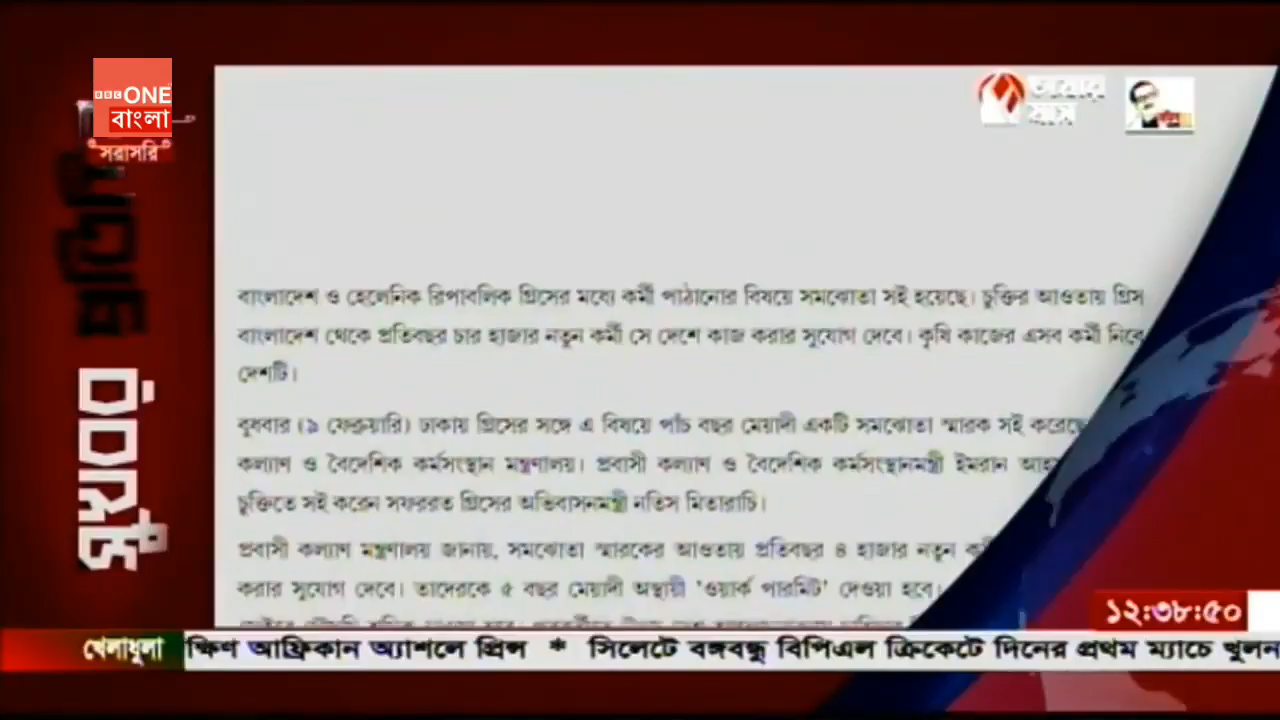 BBC ONE
বাংলা
সরাসরি
সুখবর
বাংলাদেশ ও হেলেনিক রিপাবলিক গ্রিসের মধ্যে কর্মী পাঠানোর বিষয়ে সমঝোতা সই হয়েছে। চুক্তির আওতায় গ্রিস
বাংলাদেশ থেকে প্রতিবছর চার হাজার নতুন কর্মী সে দেশে কাজ করার সুযোগ দেবে। কৃষি কাজের এসব কর্মী নিবে
দেশটি।
বুধবার (৯ ফেব্রুয়ারি) ঢাকায় গ্রিসের সঙ্গে এ বিষয়ে পাঁচ বছর মেয়াদী একটি সমঝোতা স্মারক সই করেছে
কল্যাণ ও বৈদেশিক কর্মসংস্থান মন্ত্রণালয়। প্রবাসী কল্যাণ ও বৈদেশিক কর্মসংস্থানমন্ত্রী ইমরান
চুক্তিতে সই করেন সফররত গ্রিসের অভিবাসনমন্ত্রী নতিস মিতারাচি।
প্রবাসী কল্যাণ মন্ত্রণালয় জানায়, সমঝোতা স্মারকের আওতায় প্রতিবছর ৪ হাজার নতুন
করার সুযোগ দেবে। তাদেরকে ৫ বছর মেয়াদী অস্থায়ী 'ওয়ার্ক পারমিট' দেওয়া হবে।
১২:৩৮:৫০
খেলাধুলা
ক্ষিণ আফ্রিকান অ্যাশলে প্রিন্স * সিলেটে বঙ্গবন্ধু বিপিএল ক্রিকেটে দিনের প্রথম ম্যাচে খুলন